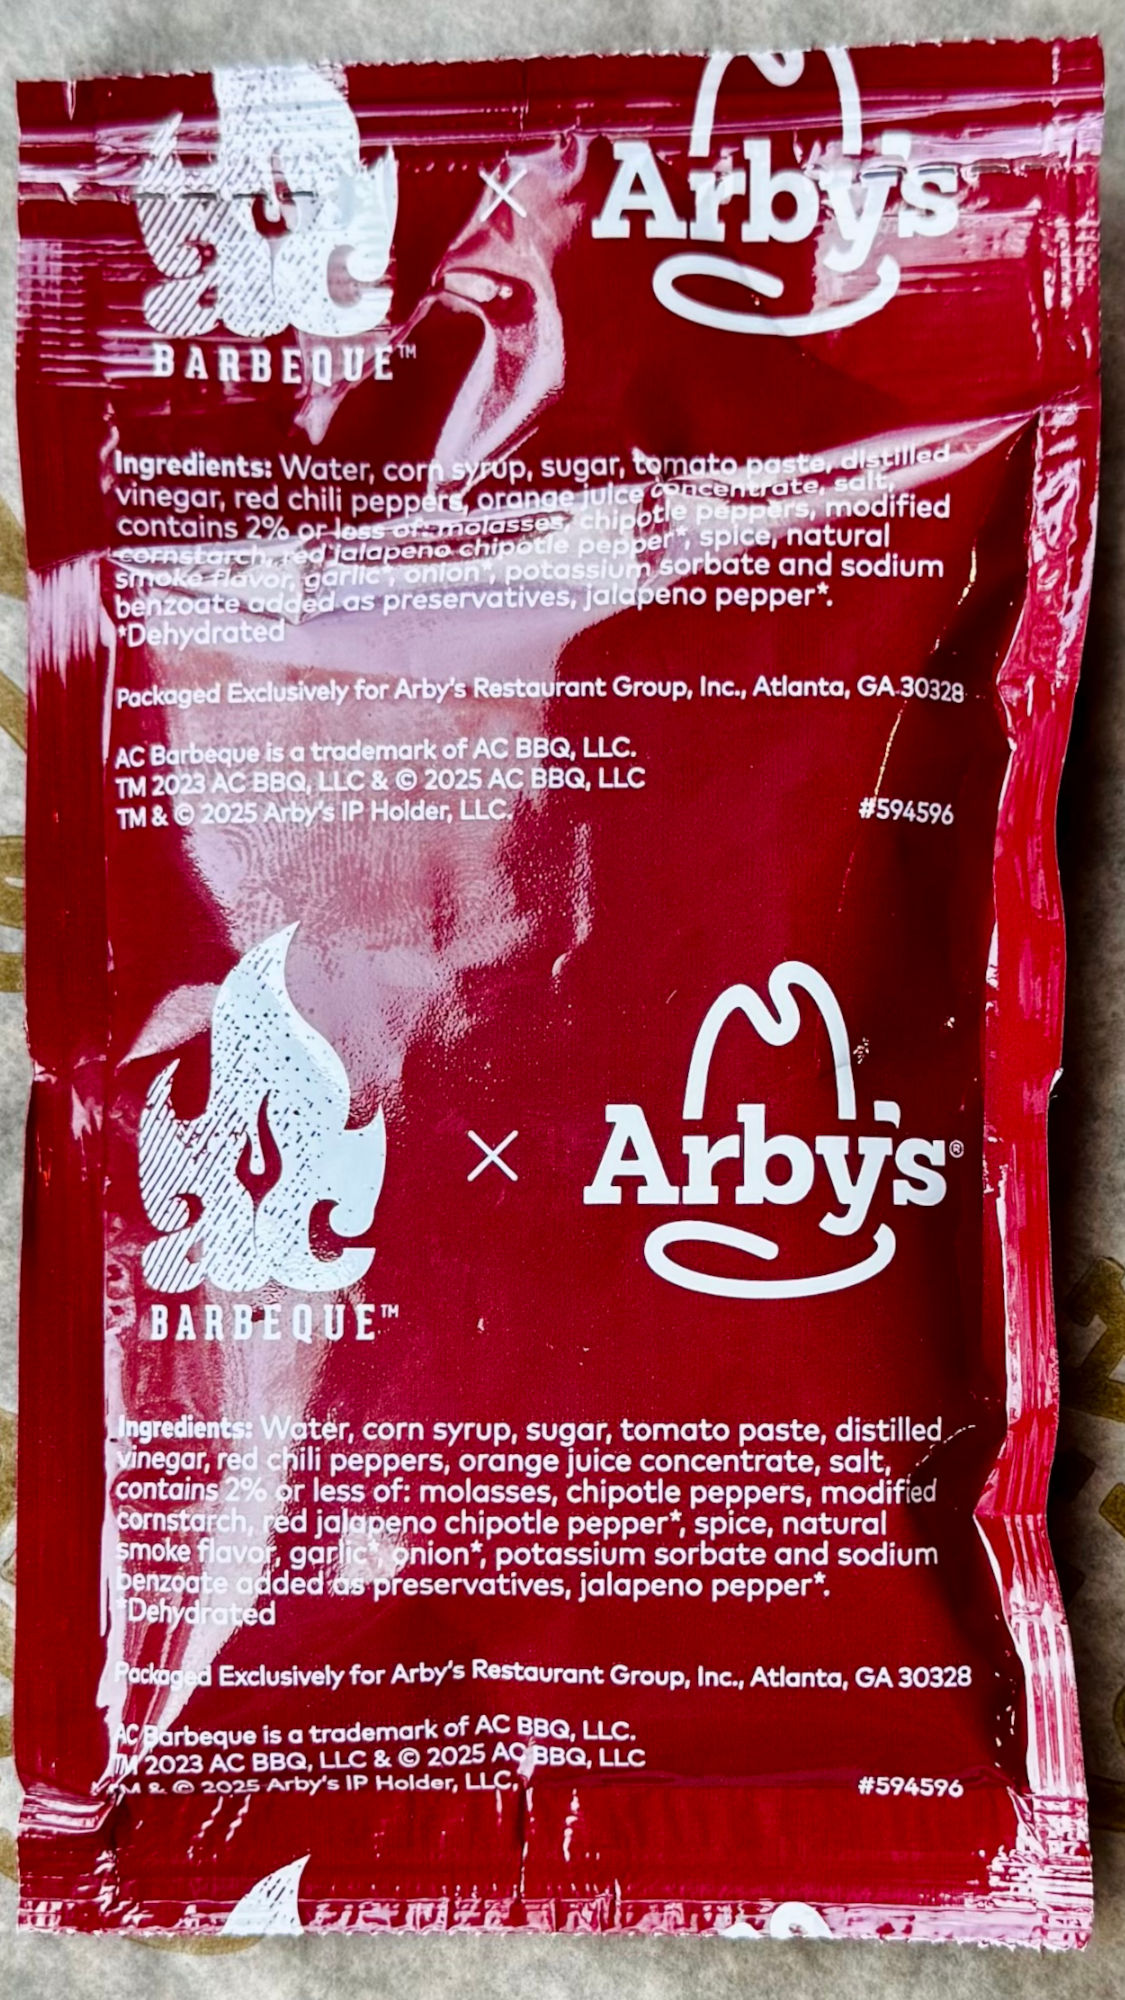 ac × Arby's
BARBEQUE™
Ingredients: Water, corn syrup, sugar, tomato paste, distilled
vinegar, red chili peppers, orange juice concentrate, salt,
contains 2% or less of: molasses, chipotle peppers, modified
cornstarch, red jalapeno chipotle pepper*, spice, natural
smoke flavor, garlic*, onion*, potassium sorbate and sodium
benzoate added as preservatives, jalapeno pepper*.
*Dehydrated
Packaged Exclusively for Arby's Restaurant Group, Inc., Atlanta, GA 30328
AC Barbeque is a trademark of AC BBQ, LLC.
TM 2023 AC BBQ, LLC & © 2025 AC BBQ, LLC
TM & © 2025 Arby's IP Holder, LLC. #594596
ac × Arby's®
BARBEQUE™
Ingredients: Water, corn syrup, sugar, tomato paste, distilled
vinegar, red chili peppers, orange juice concentrate, salt,
contains 2% or less of: molasses, chipotle peppers, modified
cornstarch, red jalapeno chipotle pepper*, spice, natural
smoke flavor, garlic*, onion*, potassium sorbate and sodium
benzoate added as preservatives, jalapeno pepper*.
*Dehydrated
Packaged Exclusively for Arby's Restaurant Group, Inc., Atlanta, GA 30328
AC Barbeque is a trademark of AC BBQ, LLC.
TM 2023 AC BBQ, LLC & © 2025 AC BBQ, LLC
TM & © 2025 Arby's IP Holder, LLC. #594596